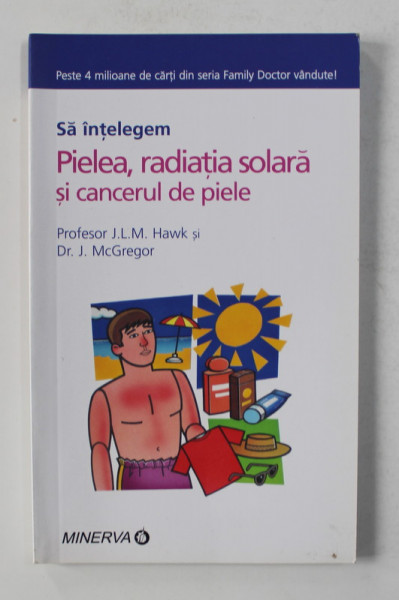 Peste 4 milioane de cărți din seria Family Doctor vândute!
Să înțelegem
Pielea, radiația solară
și cancerul de piele
Profesor J.L.M. Hawk și
Dr. J. McGregor
MINERVA